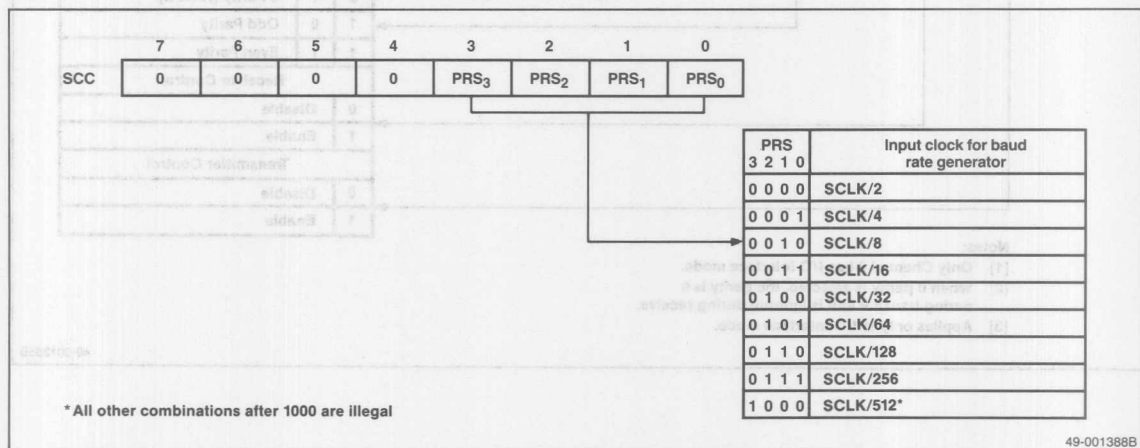 7 6 5 4 3 2 1 0
SCC 0 0 0 0 PRS3 PRS2 PRS1 PRS0
PRS Input clock for baud
3 2 1 0 rate generator
0 0 0 0 SCLK/2
0 0 0 1 SCLK/4
0 0 1 0 SCLK/8
0 0 1 1 SCLK/16
0 1 0 0 SCLK/32
0 1 0 1 SCLK/64
0 1 1 0 SCLK/128
0 1 1 1 SCLK/256
1 0 0 0 SCLK/512*
*All other combinations after 1000 are illegal
49-001388B